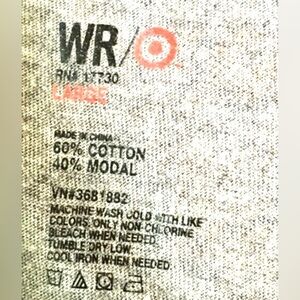 WR/
RN# 17730
LARGE
MADE IN CHINA
60% COTTON
40% MODAL
VN#3681882
MACHINE WASH COLD WITH LIKE
COLORS. ONLY NON-CHLORINE
BLEACH WHEN NEEDED.
TUMBLE DRY LOW.
COOL IRON WHEN NEEDED.